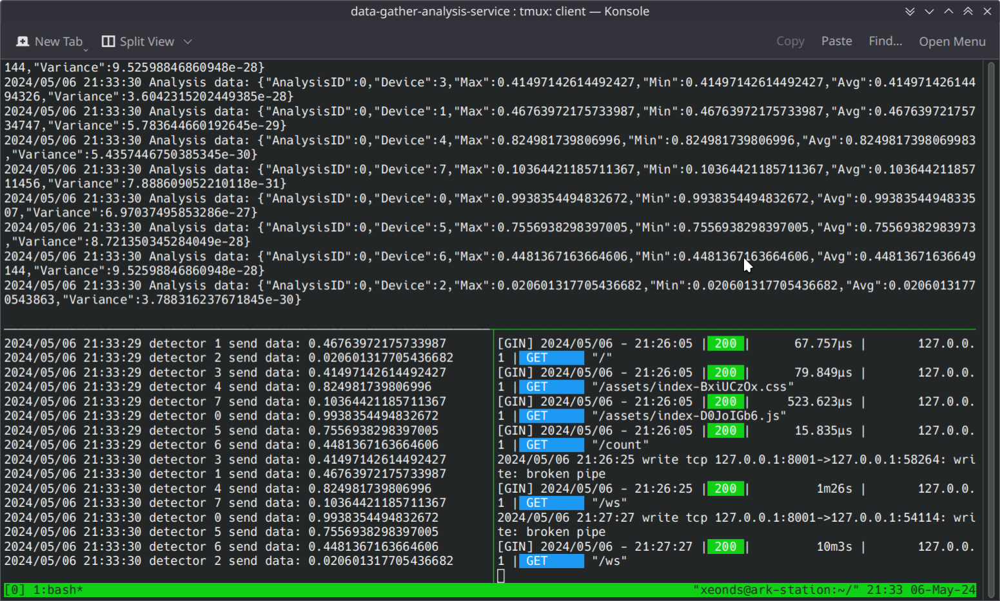 data-gather-analysis-service : tmux: client — Konsole
New Tab Split View Copy Paste Find... Open Menu
144,"Variance":9.52598846860948e-28}
2024/05/06 21:33:30 Analysis data: {"AnalysisID":0,"Device":3,"Max":0.41497142614492427,"Min":0.41497142614492427,"Avg":0.414971426144
94326,"Variance":3.6042315202449385e-28}
2024/05/06 21:33:30 Analysis data: {"AnalysisID":0,"Device":1,"Max":0.46763972175733987,"Min":0.46763972175733987,"Avg":0.467639721757
34747,"Variance":5.783644660192645e-29}
2024/05/06 21:33:30 Analysis data: {"AnalysisID":0,"Device":4,"Max":0.824981739806996,"Min":0.824981739806996,"Avg":0.8249817398069983
,"Variance":5.4357446750385345e-30}
2024/05/06 21:33:30 Analysis data: {"AnalysisID":0,"Device":7,"Max":0.10364421185711367,"Min":0.10364421185711367,"Avg":0.103644211857
11456,"Variance":7.888609052210118e-31}
2024/05/06 21:33:30 Analysis data: {"AnalysisID":0,"Device":0,"Max":0.9938354494832672,"Min":0.9938354494832672,"Avg":0.99383544948335
07,"Variance":6.97037495853286e-27}
2024/05/06 21:33:30 Analysis data: {"AnalysisID":0,"Device":5,"Max":0.7556938298397005,"Min":0.7556938298397005,"Avg":0.75569382983973
,"Variance":8.721350345284049e-28}
2024/05/06 21:33:30 Analysis data: {"AnalysisID":0,"Device":6,"Max":0.4481367163664606,"Min":0.4481367163664606,"Avg":0.44813671636649
144,"Variance":9.52598846860948e-28}
2024/05/06 21:33:30 Analysis data: {"AnalysisID":0,"Device":2,"Max":0.020601317705436682,"Min":0.020601317705436682,"Avg":0.0206013177
0543863,"Variance":3.788316237671845e-30}
2024/05/06 21:33:29 detector 1 send data: 0.46763972175733987
2024/05/06 21:33:29 detector 2 send data: 0.020601317705436682
2024/05/06 21:33:29 detector 3 send data: 0.41497142614492427
2024/05/06 21:33:29 detector 4 send data: 0.824981739806996
2024/05/06 21:33:29 detector 7 send data: 0.10364421185711367
2024/05/06 21:33:29 detector 0 send data: 0.9938354494832672
2024/05/06 21:33:29 detector 5 send data: 0.7556938298397005
2024/05/06 21:33:29 detector 6 send data: 0.4481367163664606
2024/05/06 21:33:30 detector 3 send data: 0.41497142614492427
2024/05/06 21:33:30 detector 1 send data: 0.46763972175733987
2024/05/06 21:33:30 detector 4 send data: 0.824981739806996
2024/05/06 21:33:30 detector 7 send data: 0.10364421185711367
2024/05/06 21:33:30 detector 0 send data: 0.9938354494832672
2024/05/06 21:33:30 detector 5 send data: 0.7556938298397005
2024/05/06 21:33:30 detector 6 send data: 0.4481367163664606
2024/05/06 21:33:30 detector 2 send data: 0.020601317705436682
[GIN] 2024/05/06 - 21:26:05 | 200 | 67.757µs | 127.0.0.
1 | GET "/"
[GIN] 2024/05/06 - 21:26:05 | 200 | 79.849µs | 127.0.0.
1 | GET "/assets/index-BxiUCzOx.css"
[GIN] 2024/05/06 - 21:26:05 | 200 | 523.623µs | 127.0.0.
1 | GET "/assets/index-D0JoIGb6.js"
[GIN] 2024/05/06 - 21:26:05 | 200 | 15.835µs | 127.0.0.
1 | GET "/count"
2024/05/06 21:26:25 write tcp 127.0.0.1:8001->127.0.0.1:58264: wri
te: broken pipe
[GIN] 2024/05/06 - 21:26:25 | 200 | 1m26s | 127.0.0.
1 | GET "/ws"
2024/05/06 21:27:27 write tcp 127.0.0.1:8001->127.0.0.1:54114: wri
te: broken pipe
[GIN] 2024/05/06 - 21:27:27 | 200 | 10m3s | 127.0.0.
1 | GET "/ws"
[0] 1:bash* "xeonds@ark-station:~/" 21:33 06-May-24